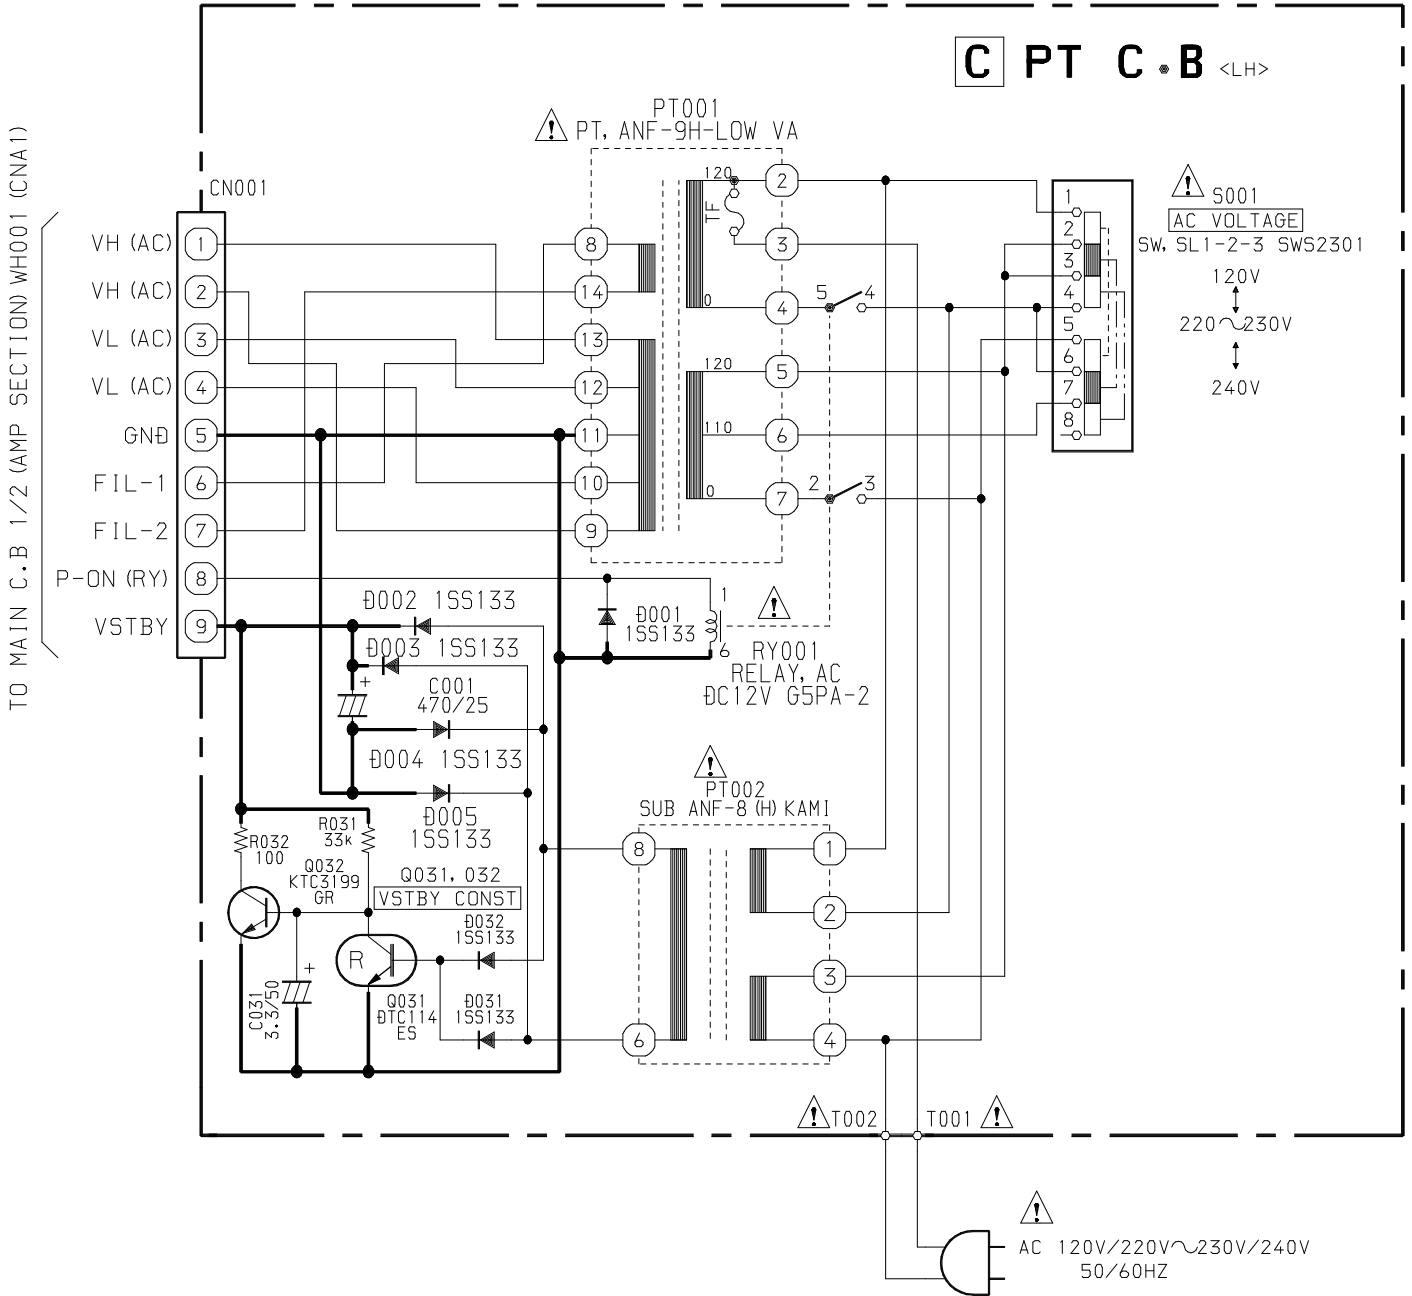 C PT C.B <LH>
PT001
PT, ANF-9H-LOW VA
TO MAIN C.B 1/2 (AMP SECTION) WH001 (CNA1)
CN001
VH (AC) 1
VH (AC) 2
VL (AC) 3
VL (AC) 4
GND 5
FIL-1 6
FIL-2 7
P-ON (RY) 8
VSTBY 9
8
14
13
12
11
10
9
120
TF
0
120
110
0
2
3
4
5
6
7
5 4
2 3
1
2
3
4
5
6
7
8
S001
AC VOLTAGE
SW, SL1-2-3 SWS2301
120V
220~230V
240V
D002 1SS133
D003 1SS133
+
C001
470/25
D004 1SS133
D005
1SS133
D001
1SS133
1
6
RY001
RELAY, AC
DC12V G5PA-2
PT002
SUB ANF-8 (H) KAMI
8
6
1
2
3
4
R032
100
R031
33k
Q032
KTC3199
GR
Q031, 032
VSTBY CONST
D032
1SS133
D031
1SS133
R
Q031
DTC114
ES
+
C031
3.3/50
T002
T001
AC 120V/220V~230V/240V
50/60HZ